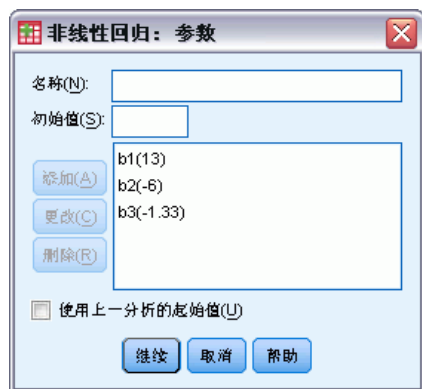 非线性回归：参数
名称(N):
初始值(S):
b1(13)
b2(-6)
b3(-1.33)
添加(A)
更改(C)
删除(R)
使用上一分析的起始值(U)
继续 取消 帮助